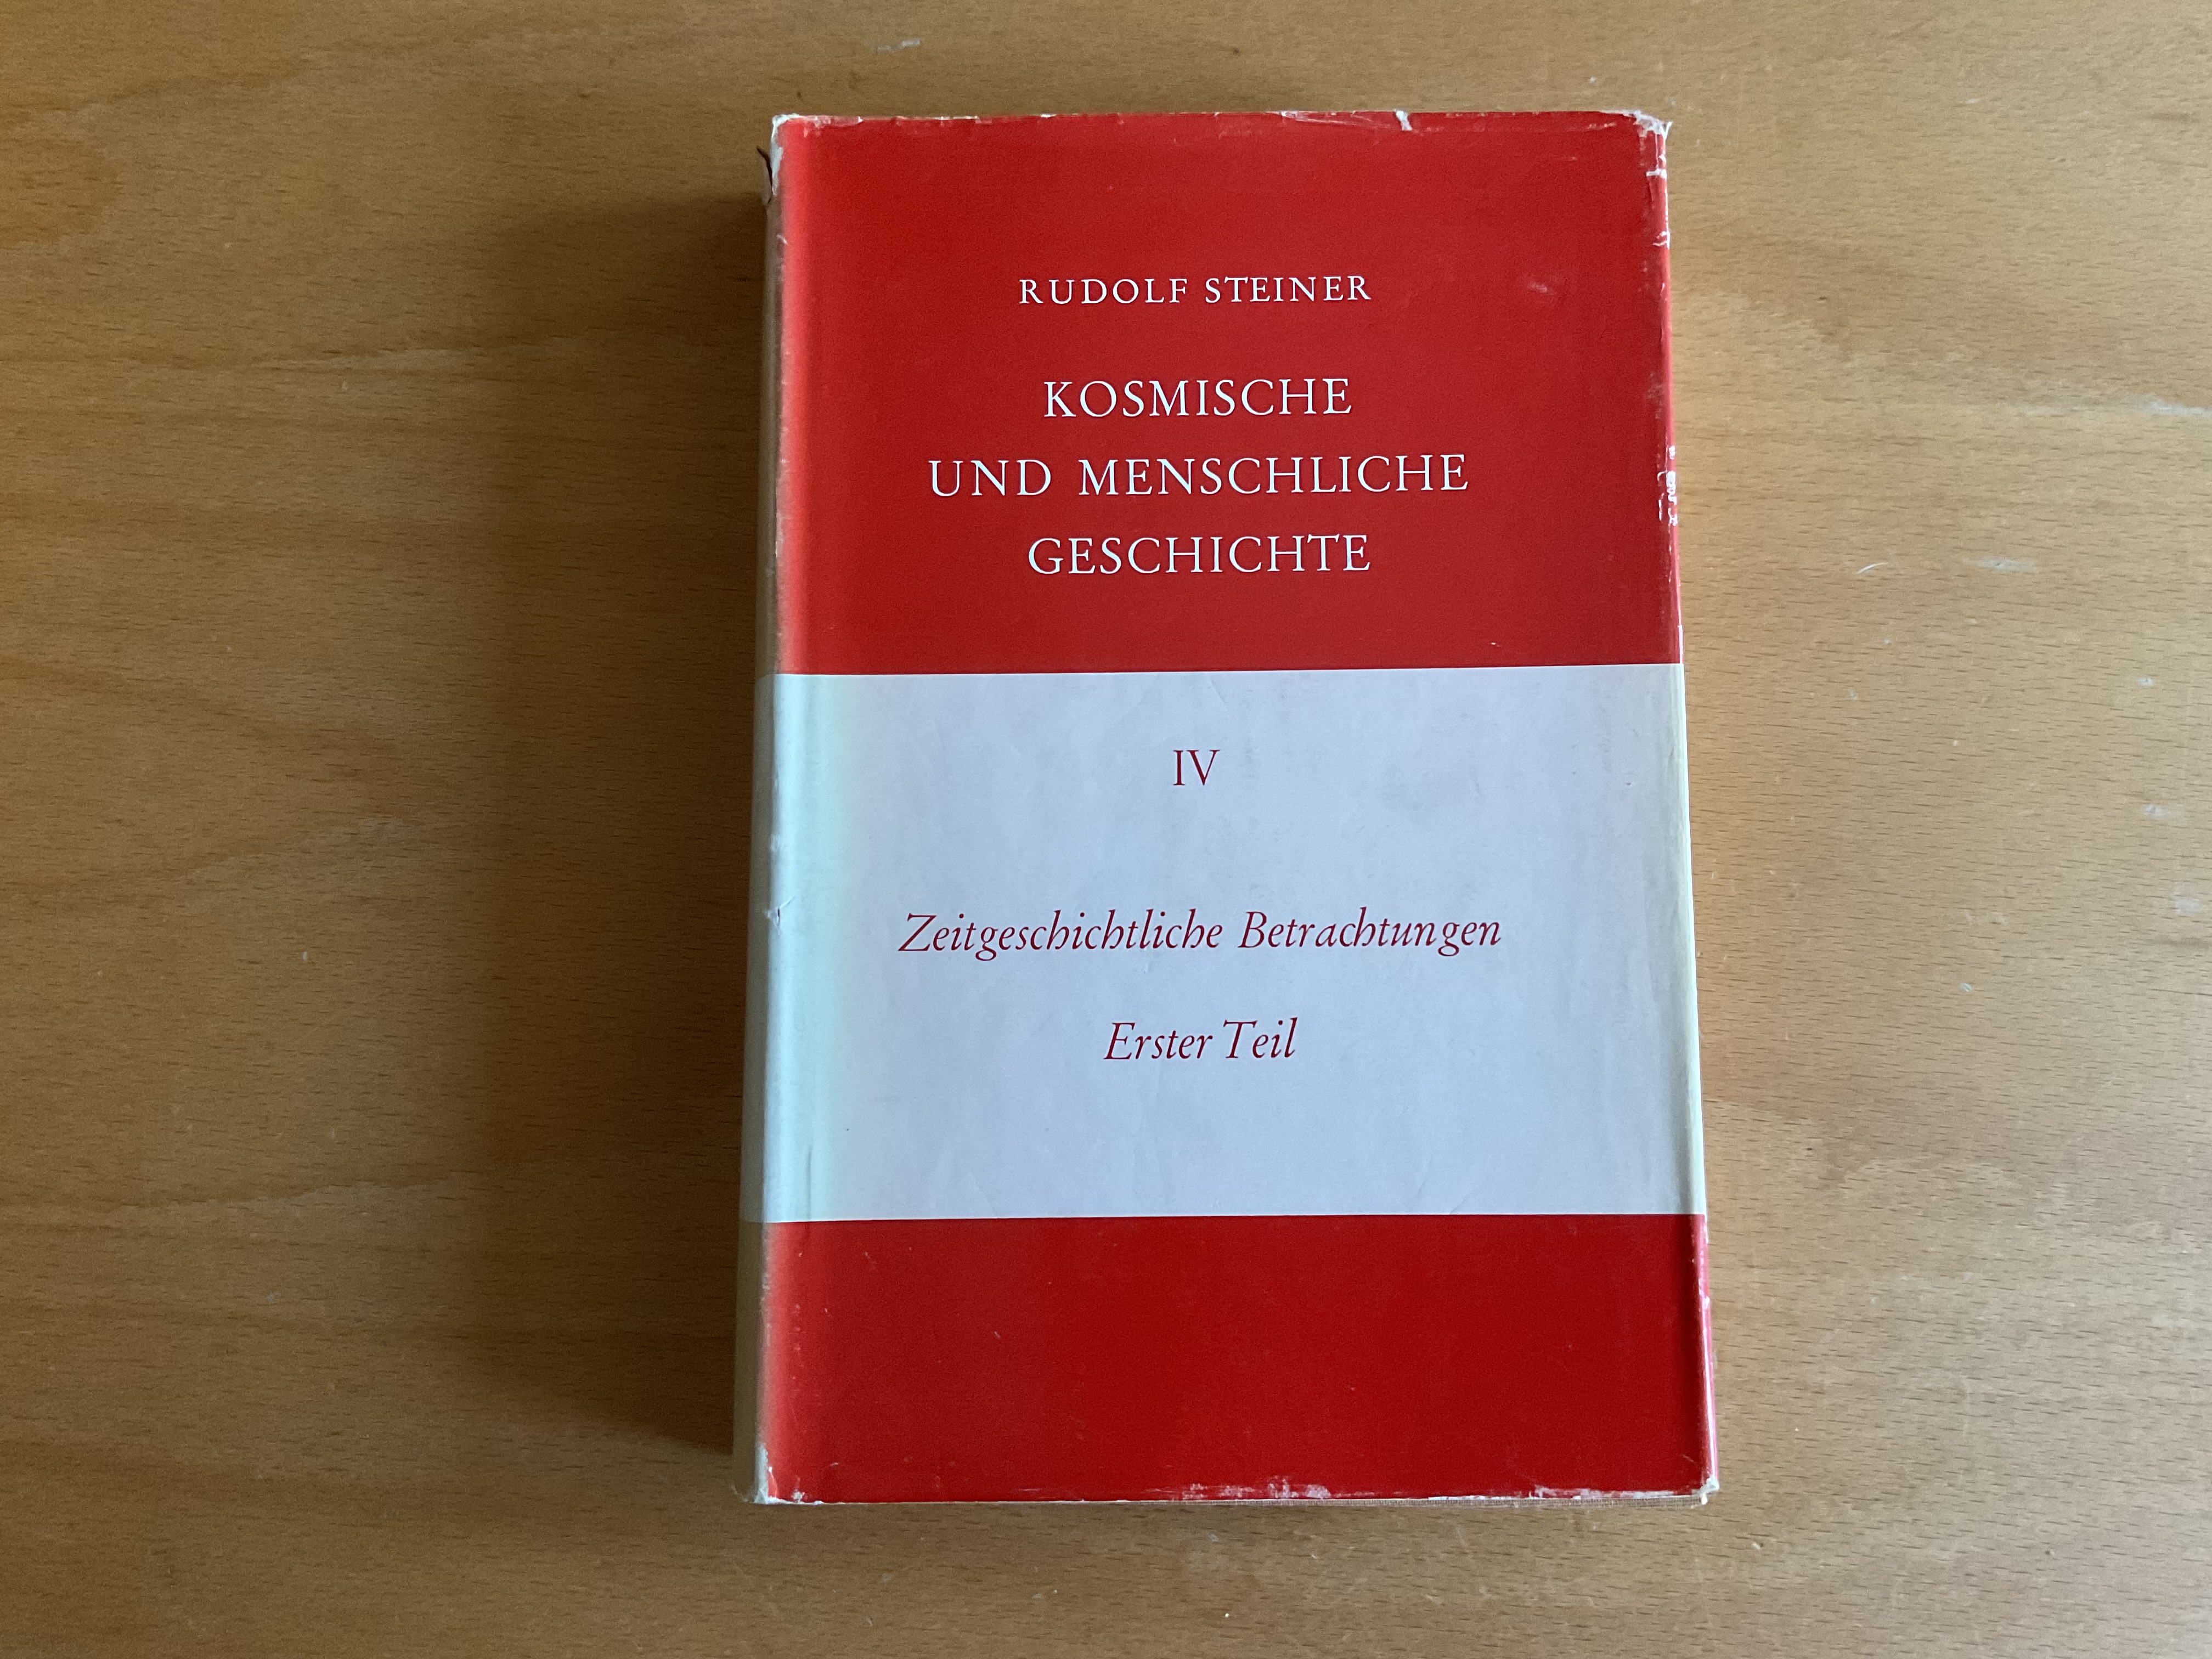 RUDOLF STEINER
KOSMISCHE
UND MENSCHLICHE
GESCHICHTE
IV
Zeitgeschichtliche Betrachtungen
Erster Teil